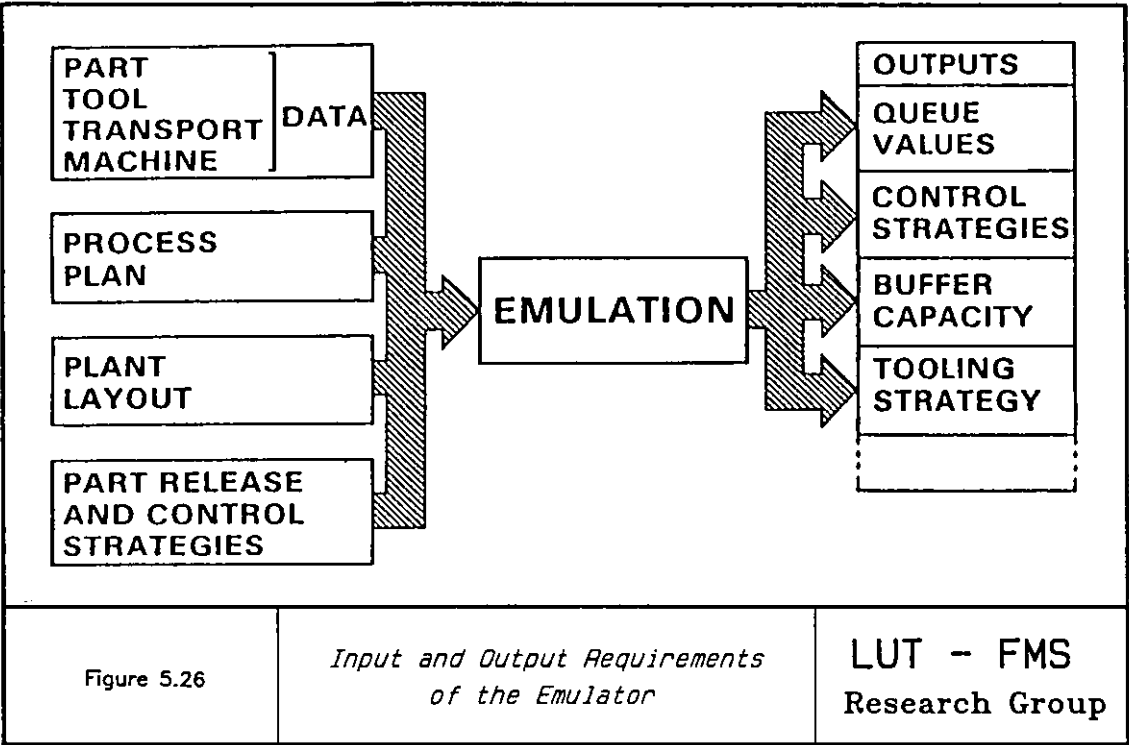 PART
TOOL
TRANSPORT
MACHINE
DATA
PROCESS
PLAN
PLANT
LAYOUT
PART RELEASE
AND CONTROL
STRATEGIES
EMULATION
OUTPUTS
QUEUE
VALUES
CONTROL
STRATEGIES
BUFFER
CAPACITY
TOOLING
STRATEGY
Figure 5.26
Input and Output Requirements
of the Emulator
LUT - FMS
Research Group